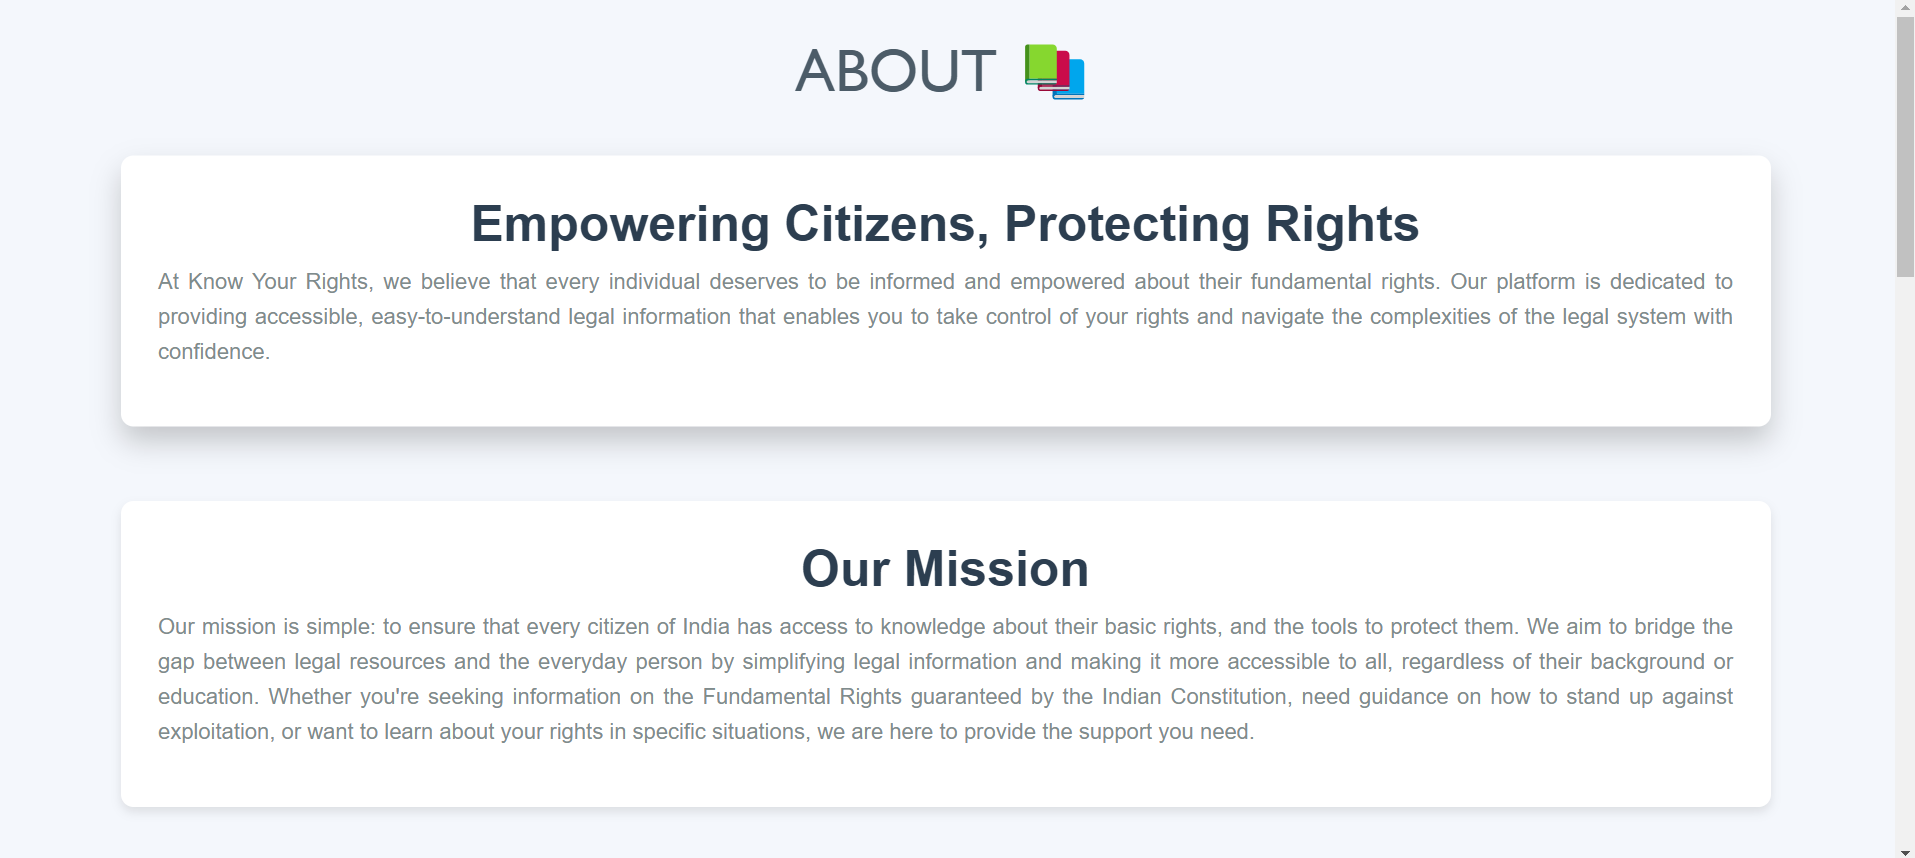 ABOUT
Empowering Citizens, Protecting Rights
At Know Your Rights, we believe that every individual deserves to be informed and empowered about their fundamental rights. Our platform is dedicated to
providing accessible, easy-to-understand legal information that enables you to take control of your rights and navigate the complexities of the legal system with
confidence.
Our Mission
Our mission is simple: to ensure that every citizen of India has access to knowledge about their basic rights, and the tools to protect them. We aim to bridge the
gap between legal resources and the everyday person by simplifying legal information and making it more accessible to all, regardless of their background or
education. Whether you're seeking information on the Fundamental Rights guaranteed by the Indian Constitution, need guidance on how to stand up against
exploitation, or want to learn about your rights in specific situations, we are here to provide the support you need.